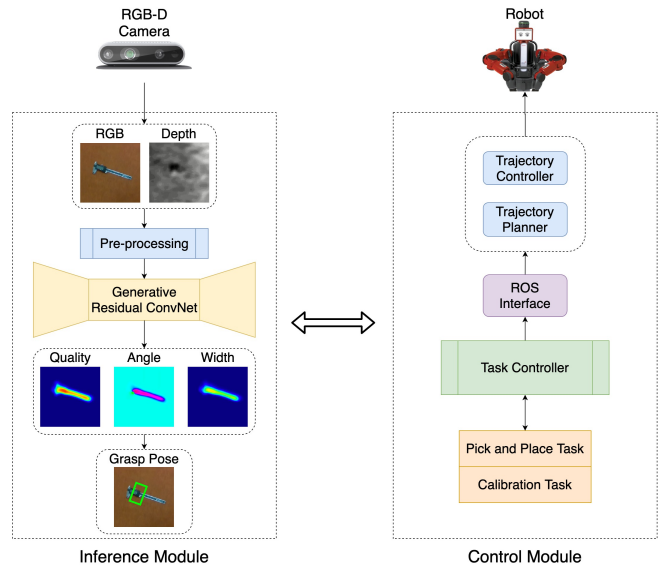 RGB-D
Camera
RGB
Depth
Pre-processing
Generative
Residual ConvNet
Quality
Angle
Width
Grasp Pose
Inference Module
Robot
Trajectory
Controller
Trajectory
Planner
ROS
Interface
Task Controller
Pick and Place Task
Calibration Task
Control Module